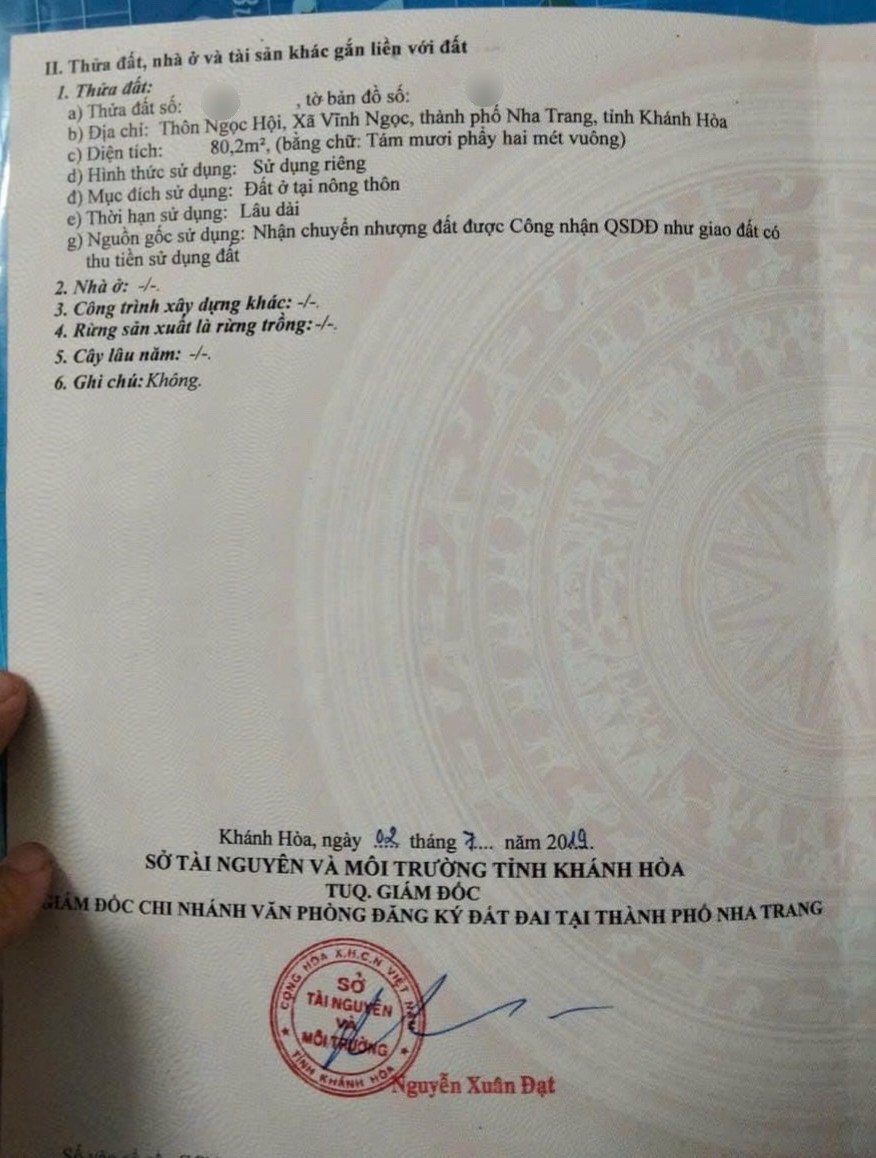 II. Thửa đất, nhà ở và tài sản khác gắn liền với đất
1. Thửa đất:
a) Thửa đất số: , tờ bản đồ số:
b) Địa chỉ: Thôn Ngọc Hội, Xã Vĩnh Ngọc, thành phố Nha Trang, tỉnh Khánh Hòa
c) Diện tích: 80,2m², (bằng chữ: Tám mươi phẩy hai mét vuông)
d) Hình thức sử dụng: Sử dụng riêng
đ) Mục đích sử dụng: Đất ở tại nông thôn
e) Thời hạn sử dụng: Lâu dài
g) Nguồn gốc sử dụng: Nhận chuyển nhượng đất được Công nhận QSDĐ như giao đất có
thu tiền sử dụng đất
2. Nhà ở: -/-.
3. Công trình xây dựng khác: -/-.
4. Rừng sản xuất là rừng trồng: -/-.
5. Cây lâu năm: -/-.
6. Ghi chú: Không.
Khánh Hòa, ngày 02 tháng 7... năm 2019.
SỞ TÀI NGUYÊN VÀ MÔI TRƯỜNG TỈNH KHÁNH HÒA
TUQ. GIÁM ĐỐC
GIÁM ĐỐC CHI NHÁNH VĂN PHÒNG ĐĂNG KÝ ĐẤT ĐAI TẠI THÀNH PHỐ NHA TRANG
CỘNG HÒA X.H.C.N VIỆT NAM
SỞ
TÀI NGUYÊN
VÀ
MÔI TRƯỜNG
TỈNH KHÁNH HÒA
Nguyễn Xuân Đạt